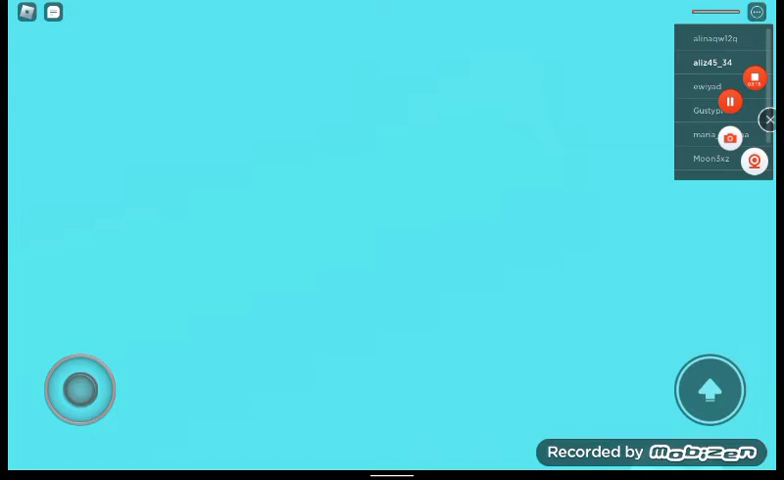 alinaqw12q
aliz45_34
ewiyad
Moon3xz
Recorded by mobizen